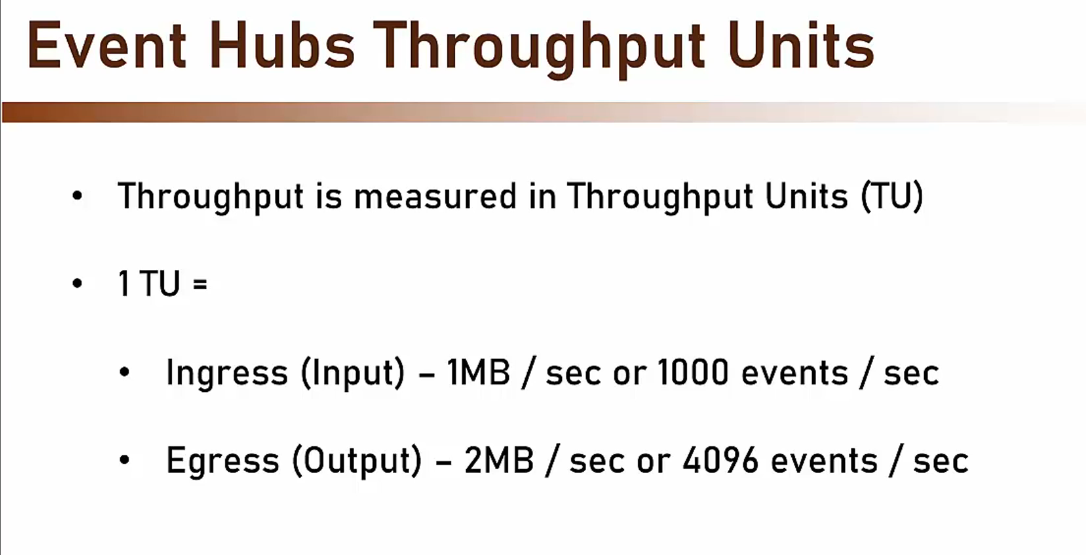 Event Hubs Throughput Units
• Throughput is measured in Throughput Units (TU)
• 1 TU =
• Ingress (Input) – 1MB / sec or 1000 events / sec
• Egress (Output) – 2MB / sec or 4096 events / sec